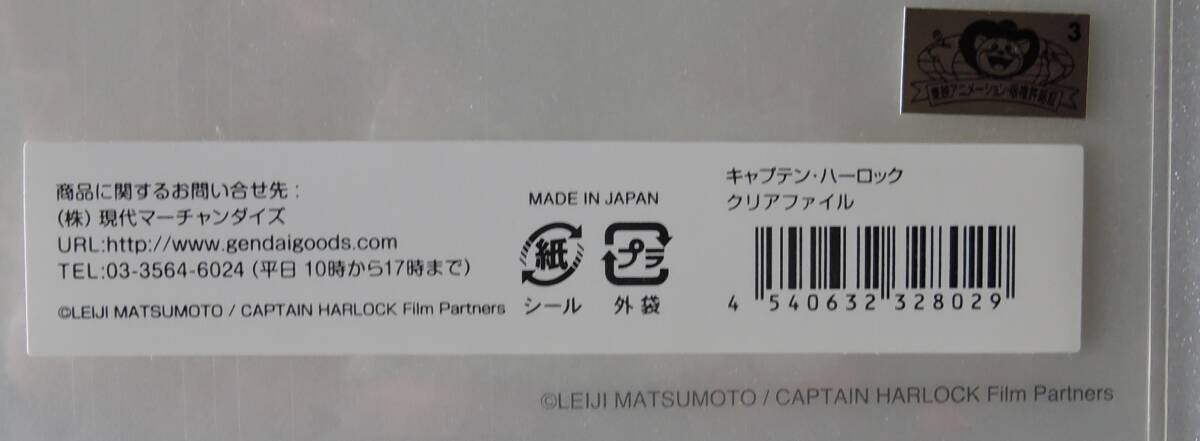 3
東映アニメーション・版権許諾証
商品に関するお問い合せ先：
（株）現代マーチャンダイズ
URL:http://www.gendaigoods.com
TEL:03-3564-6024（平日 10時から17時まで）
©LEIJI MATSUMOTO / CAPTAIN HARLOCK Film Partners
MADE IN JAPAN
紙
シール
プラ
外袋
キャプテン・ハーロック
クリアファイル
4 540632 328029
©LEIJI MATSUMOTO / CAPTAIN HARLOCK Film Partners